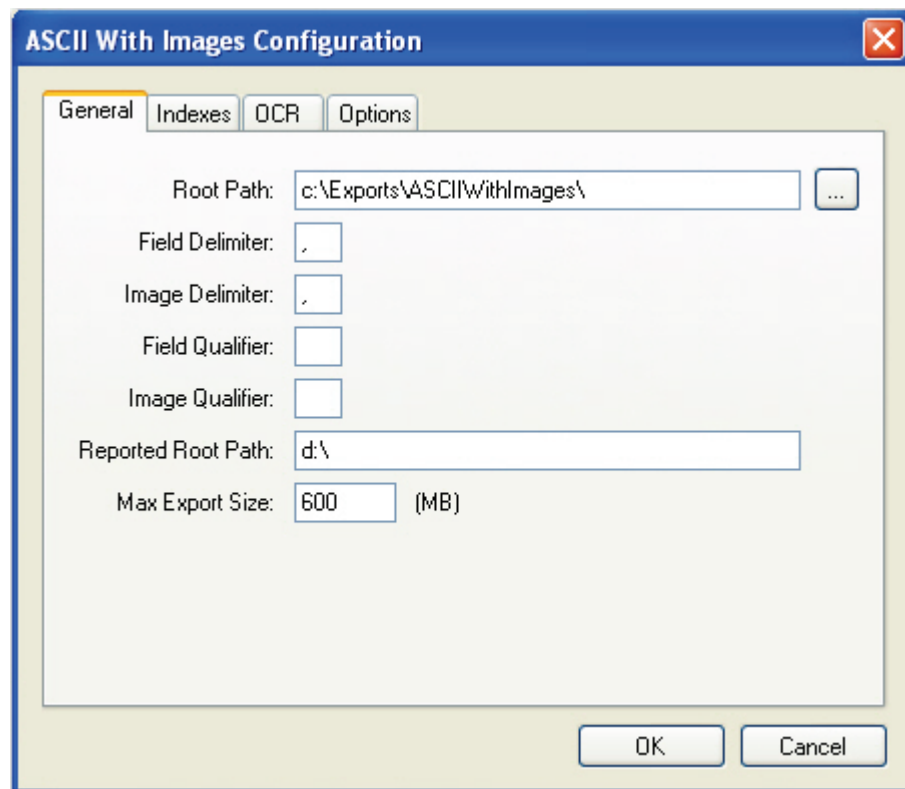 ASCII With Images Configuration
General Indexes OCR Options
Root Path: c:\Exports\ASCIIWithImages\ ...
Field Delimiter: ,
Image Delimiter: ,
Field Qualifier:
Image Qualifier:
Reported Root Path: d:\
Max Export Size: 600 (MB)
OK Cancel